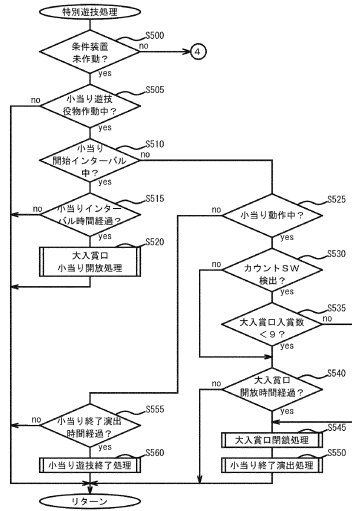 特別遊技処理
S500
条件装置
未作動？
no
④
yes
S505
小当り遊技
役物作動中？
no
yes
S510
小当り
開始インターバル
中？
no
yes
S515
小当りインター
バル時間経過？
no
yes
S520
大入賞口
小当り開放処理
S525
小当り動作中？
no
yes
S530
カウントSW
検出？
no
yes
S535
大入賞口入賞数
＜９？
no
yes
S540
大入賞口
開放時間経過？
no
yes
S545
大入賞口閉鎖処理
S550
小当り終了演出処理
S555
小当り終了演出
時間経過？
no
yes
S560
小当り遊技終了処理
リターン